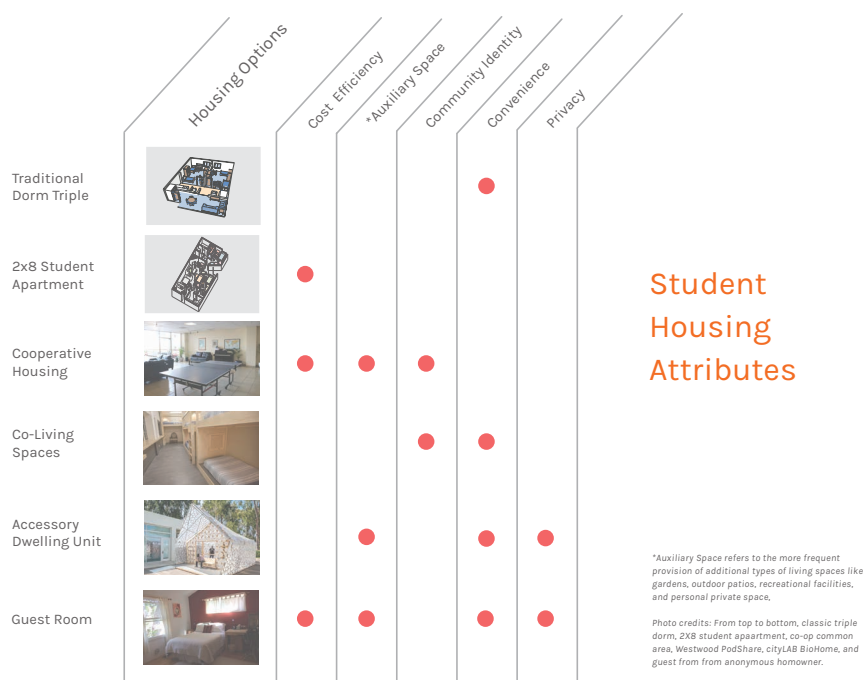 Housing Options
Cost Efficiency
*Auxiliary Space
Community Identity
Convenience
Privacy
Traditional
Dorm Triple
2x8 Student
Apartment
Cooperative
Housing
Co-Living
Spaces
Accessory
Dwelling Unit
Guest Room
Student
Housing
Attributes
*Auxiliary Space refers to the more frequent
provision of additional types of living spaces like
gardens, outdoor patios, recreational facilities,
and personal private space,
Photo credits: From top to bottom, classic triple
dorm, 2X8 student apaartment, co-op common
area, Westwood PodShare, cityLAB BioHome, and
guest from from anonymous homowner.